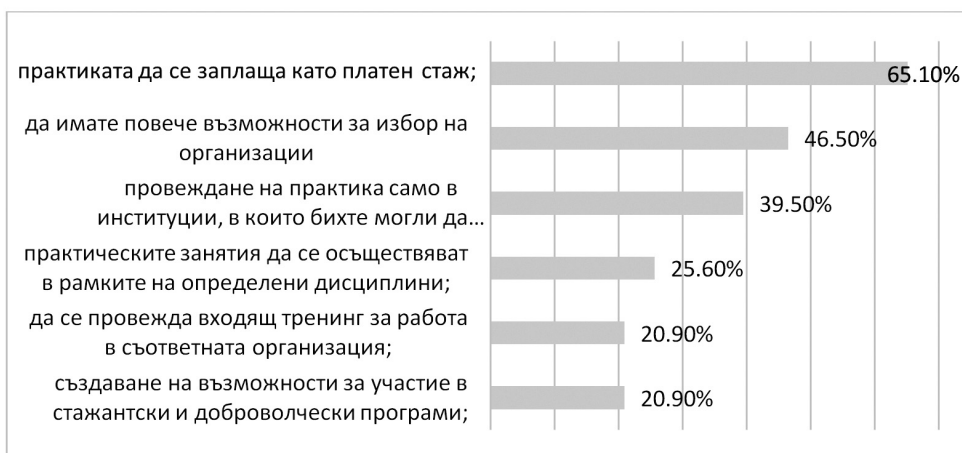 практиката да се заплаща като платен стаж;
65.10%
да имате повече възможности за избор на
организации
46.50%
провеждане на практика само в
институции, в които бихте могли да...
39.50%
практическите занятия да се осъществяват
в рамките на определени дисциплини;
25.60%
да се провежда входящ тренинг за работа
в съответната организация;
20.90%
създаване на възможности за участие в
стажантски и доброволчески програми;
20.90%